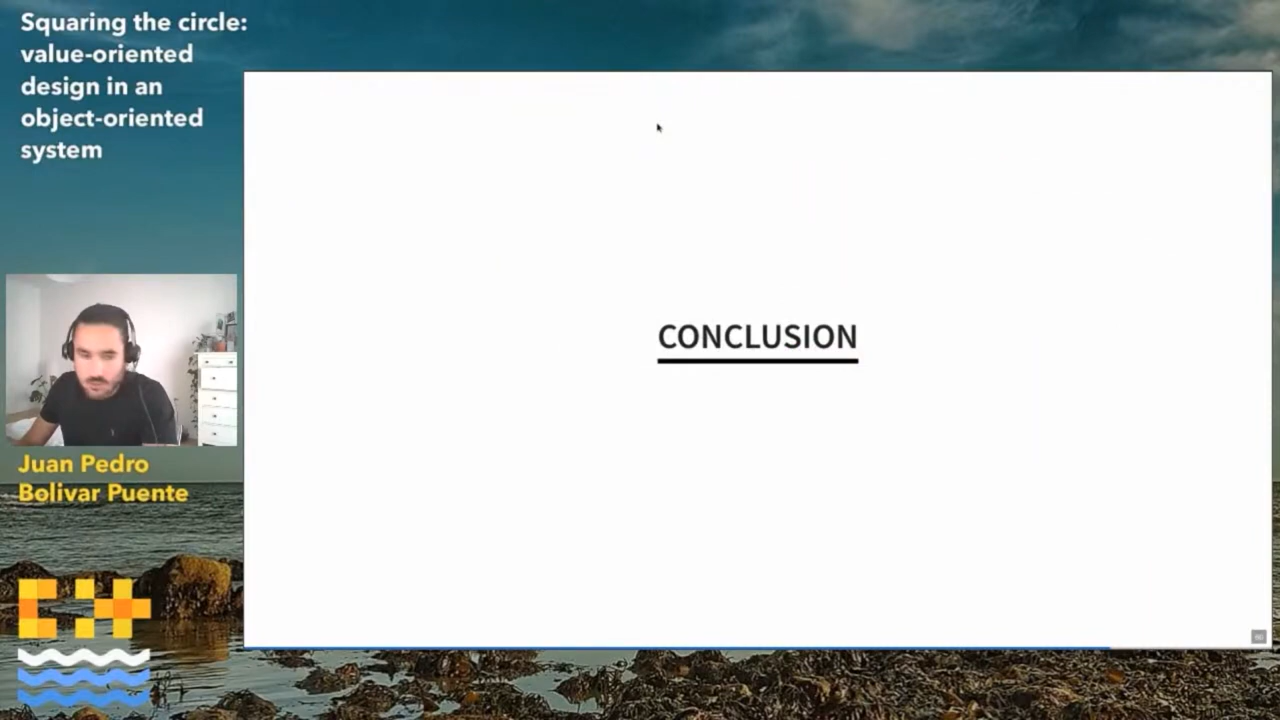 Squaring the circle:
value-oriented
design in an
object-oriented
system
CONCLUSION
Juan Pedro
Bolivar Puente